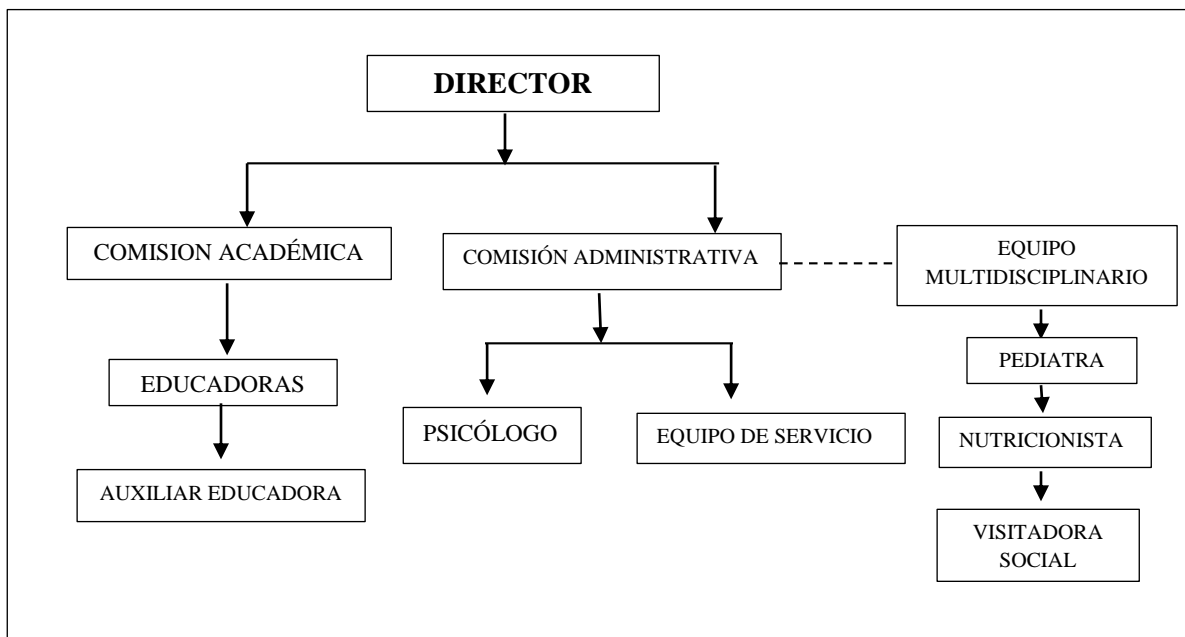 DIRECTOR
COMISION ACADÉMICA
COMISIÓN ADMINISTRATIVA
EQUIPO
MULTIDISCIPLINARIO
EDUCADORAS
PSICÓLOGO
EQUIPO DE SERVICIO
PEDIATRA
NUTRICIONISTA
AUXILIAR EDUCADORA
VISITADORA
SOCIAL